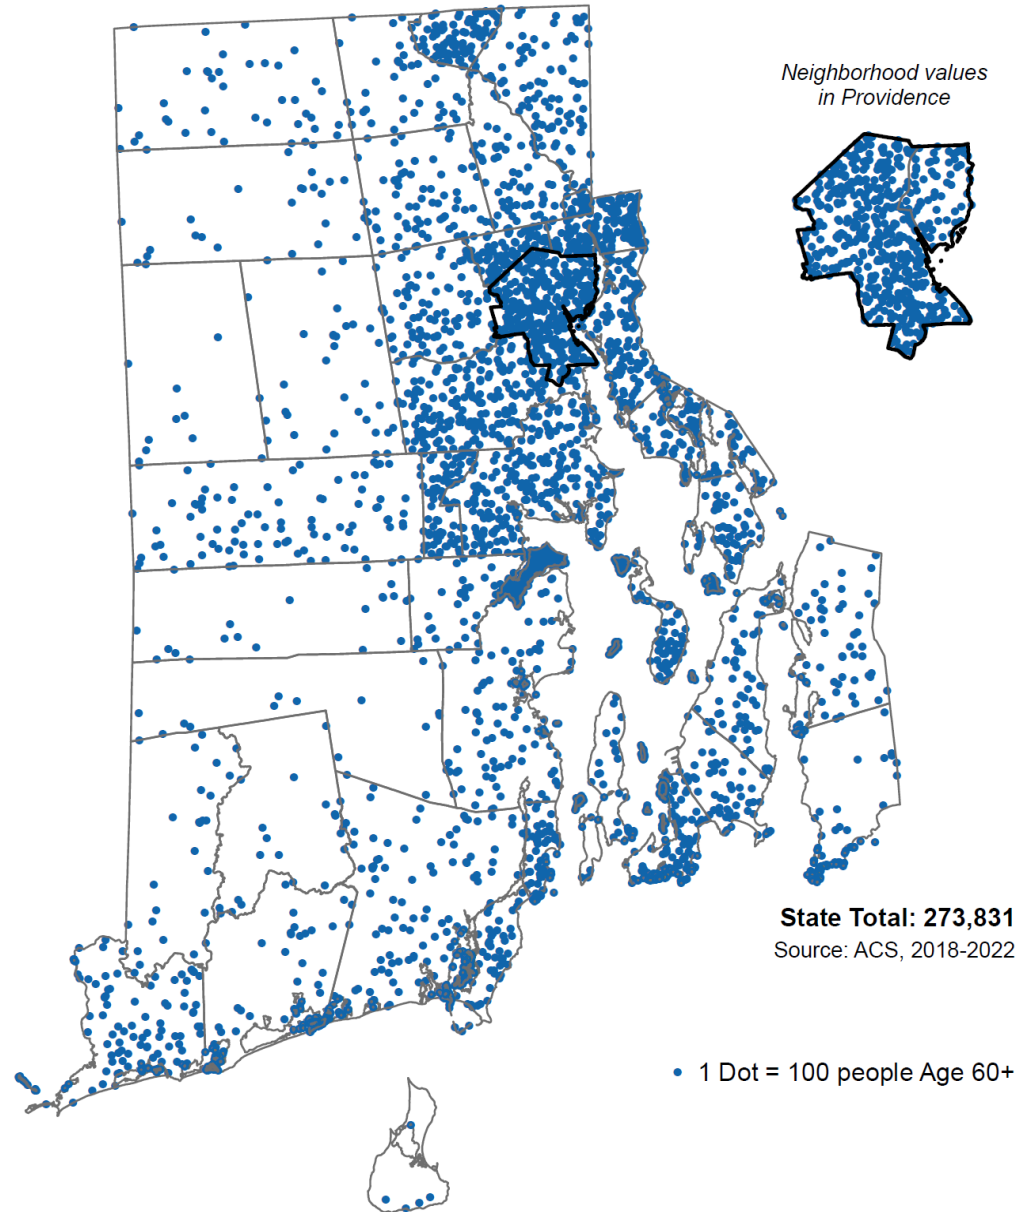 Neighborhood values
in Providence
State Total: 273,831
Source: ACS, 2018-2022
1 Dot = 100 people Age 60+